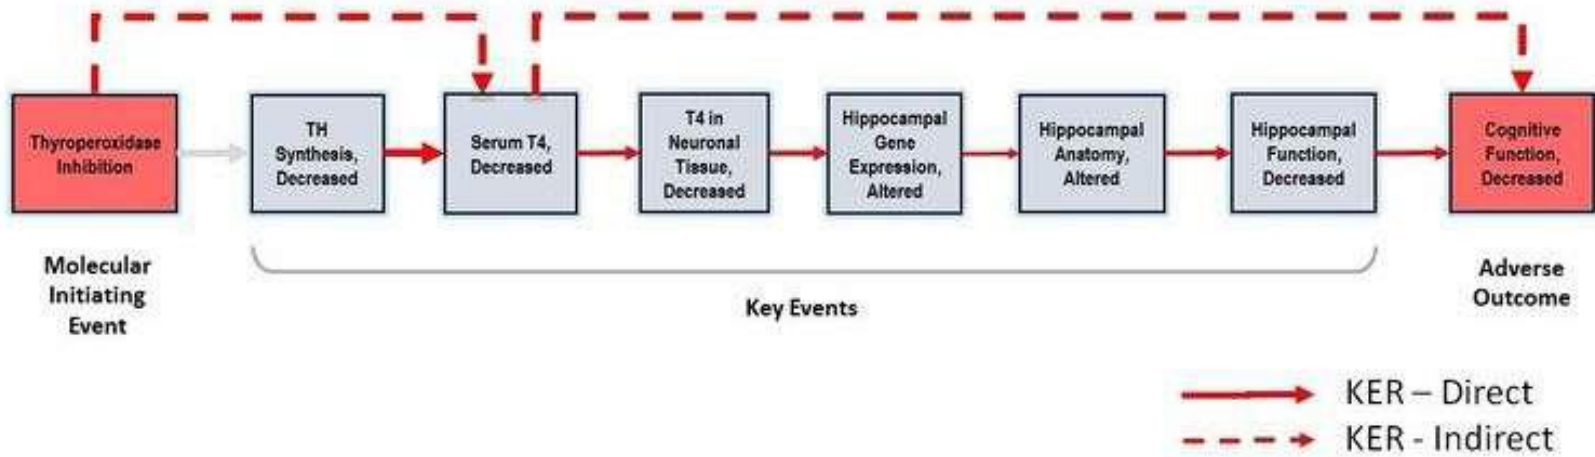 Thyroperoxidase
Inhibition
TH
Synthesis,
Decreased
Serum T4,
Decreased
T4 in
Neuronal
Tissue,
Decreased
Hippocampal
Gene
Expression,
Altered
Hippocampal
Anatomy,
Altered
Hippocampal
Function,
Decreased
Cognitive
Function,
Decreased
Molecular
Initiating
Event
Key Events
Adverse
Outcome
KER – Direct
KER - Indirect